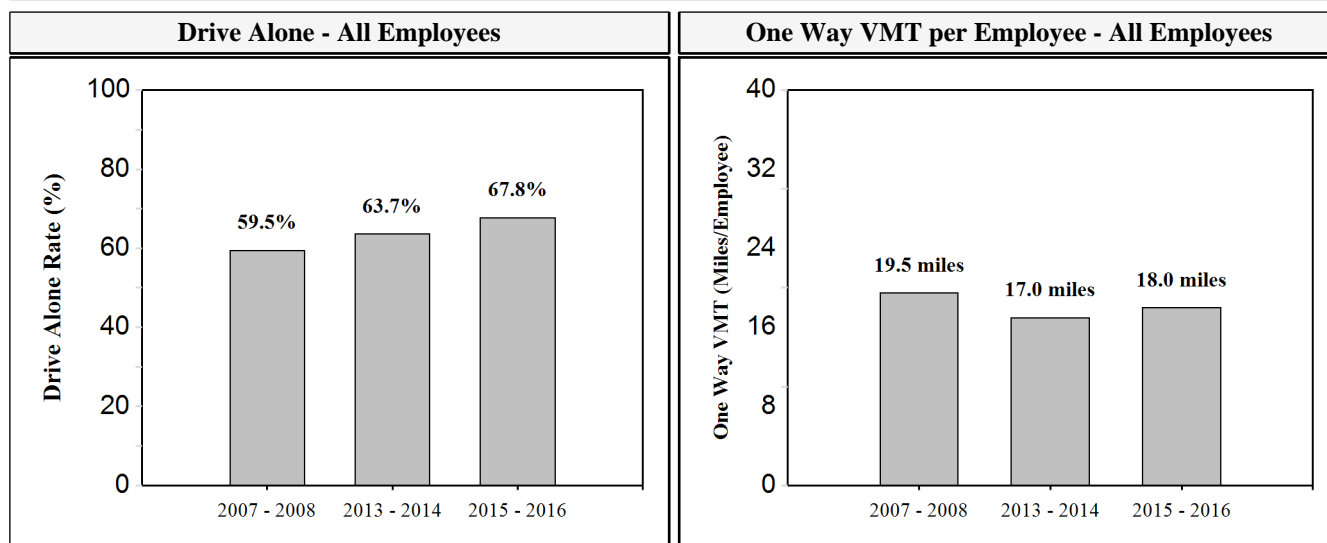 Drive Alone - All Employees
One Way VMT per Employee - All Employees
Drive Alone Rate (%)
100
80
60
40
20
0
59.5%
63.7%
67.8%
2007 - 2008
2013 - 2014
2015 - 2016
One Way VMT (Miles/Employee)
40
32
24
16
8
0
19.5 miles
17.0 miles
18.0 miles
2007 - 2008
2013 - 2014
2015 - 2016